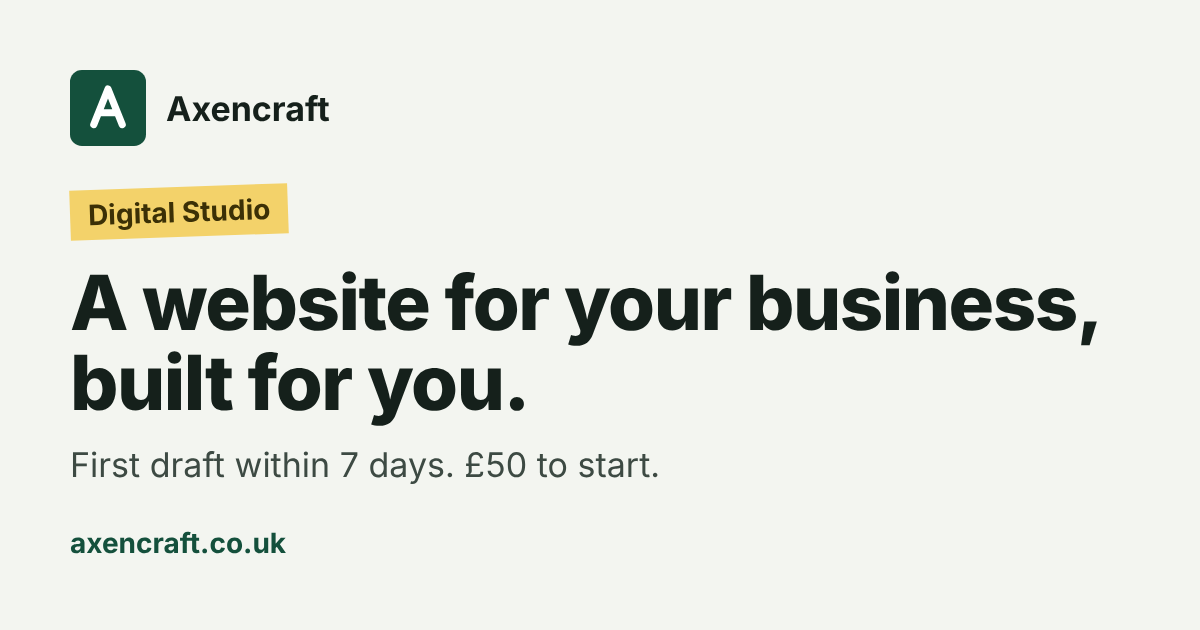 A
Axencraft
Digital Studio
A website for your business,
built for you.
First draft within 7 days. £50 to start.
axencraft.co.uk